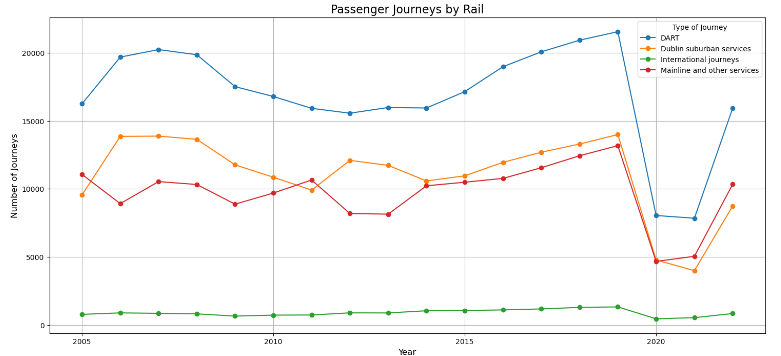 Passenger Journeys by Rail
Type of Journey
DART
Dublin suburban services
International journeys
Mainline and other services
Number of Journeys
20000
15000
10000
5000
0
2005
2010
2015
2020
Year